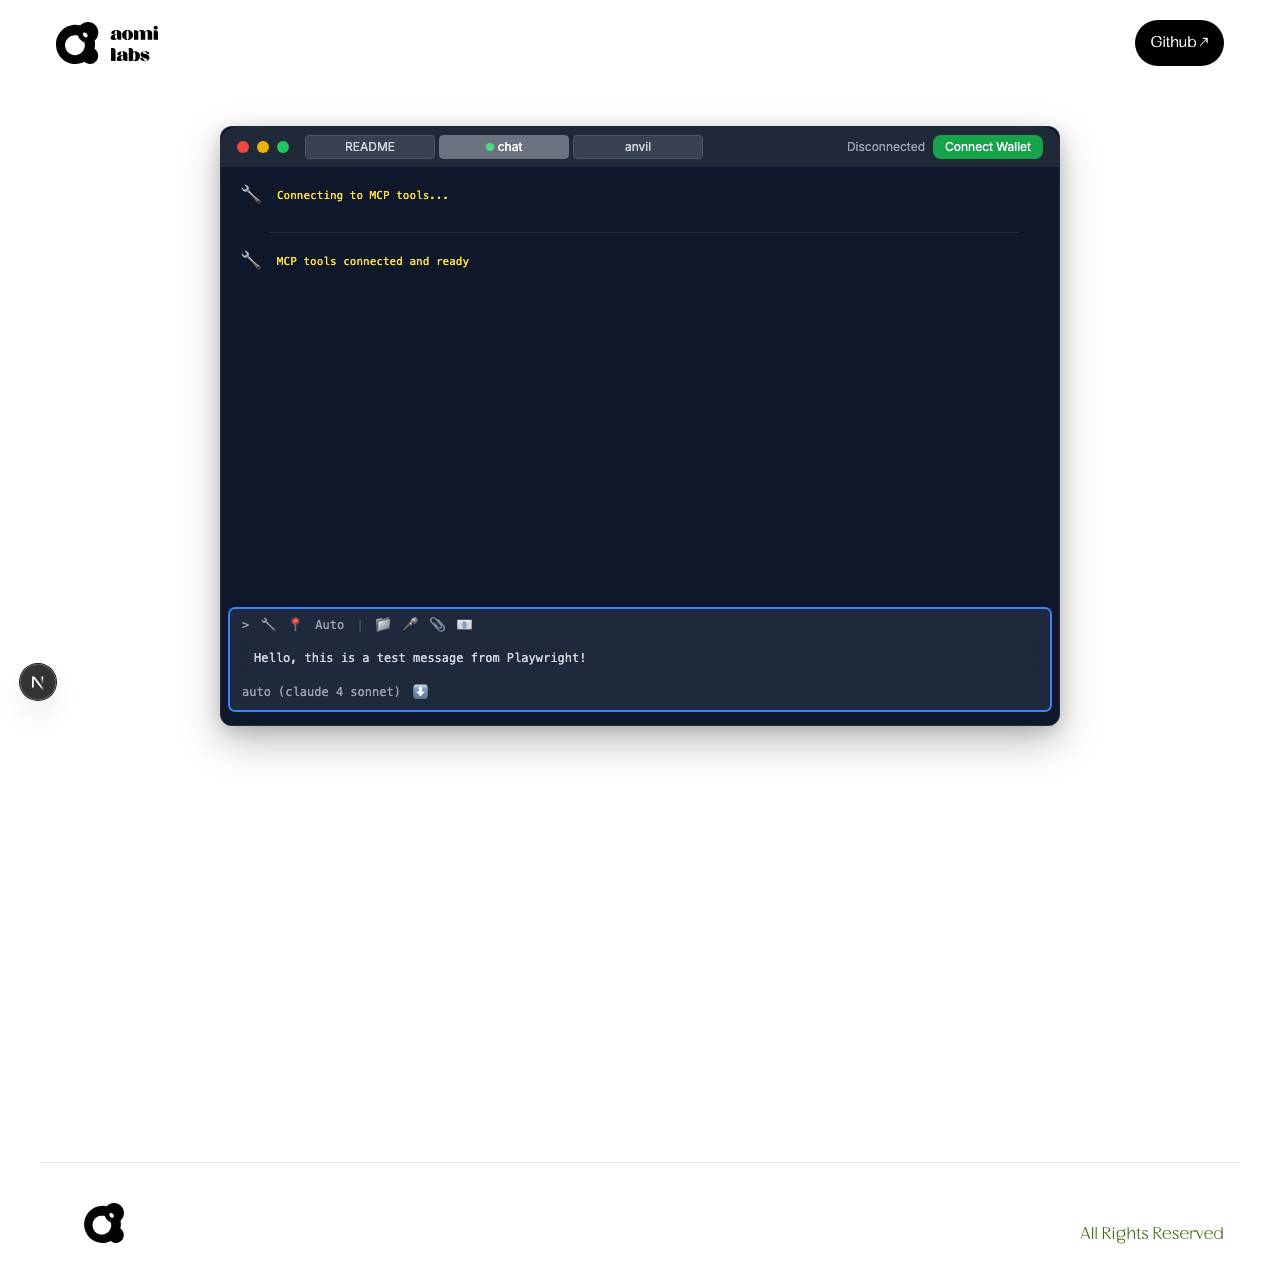 aomi
labs
Github↗
README
chat
anvil
Disconnected
Connect Wallet
Connecting to MCP tools...
MCP tools connected and ready
> Auto |
Hello, this is a test message from Playwright!
auto (claude 4 sonnet)
N
All Rights Reserved